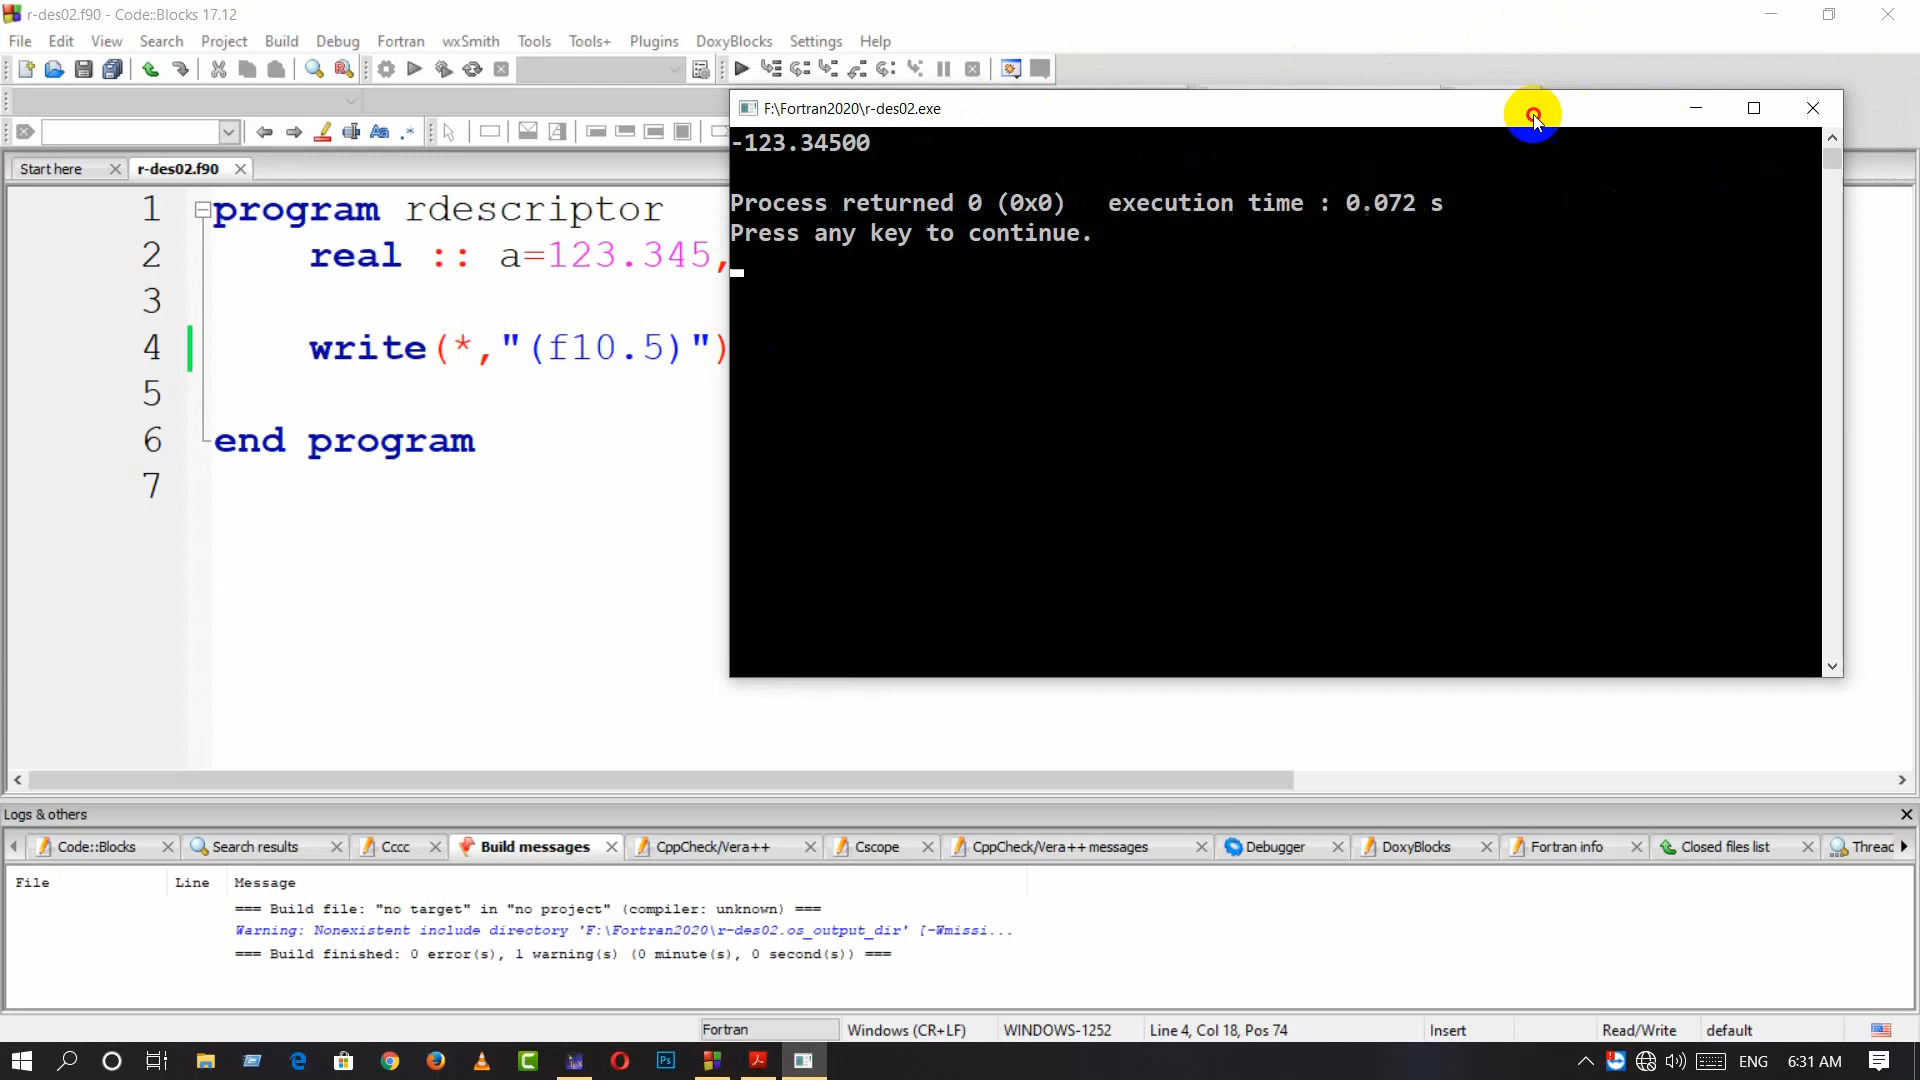 r-des02.f90 - Code::Blocks 17.12
File Edit View Search Project Build Debug Fortran wxSmith Tools Tools+ Plugins DoxyBlocks Settings Help
F:\Fortran2020\r-des02.exe
-123.34500
Process returned 0 (0x0) execution time : 0.072 s
Press any key to continue.
Start here r-des02.f90
1 program rdescriptor
2 real :: a=123.345,
3
4 write(*,"(f10.5)")
5
6 end program
7
Logs & others
Code::Blocks Search results Cccc Build messages CppCheck/Vera++ Cscope CppCheck/Vera++ messages Debugger DoxyBlocks Fortran info Closed files list Threac
File Line Message
=== Build file: "no target" in "no project" (compiler: unknown) ===
Warning: Nonexistent include directory 'F:\Fortran2020\r-des02.os_output_dir' [-Wmissi...
=== Build finished: 0 error(s), 1 warning(s) (0 minute(s), 0 second(s)) ===
Fortran Windows (CR+LF) WINDOWS-1252 Line 4, Col 18, Pos 74 Insert Read/Write default
ENG 6:31 AM